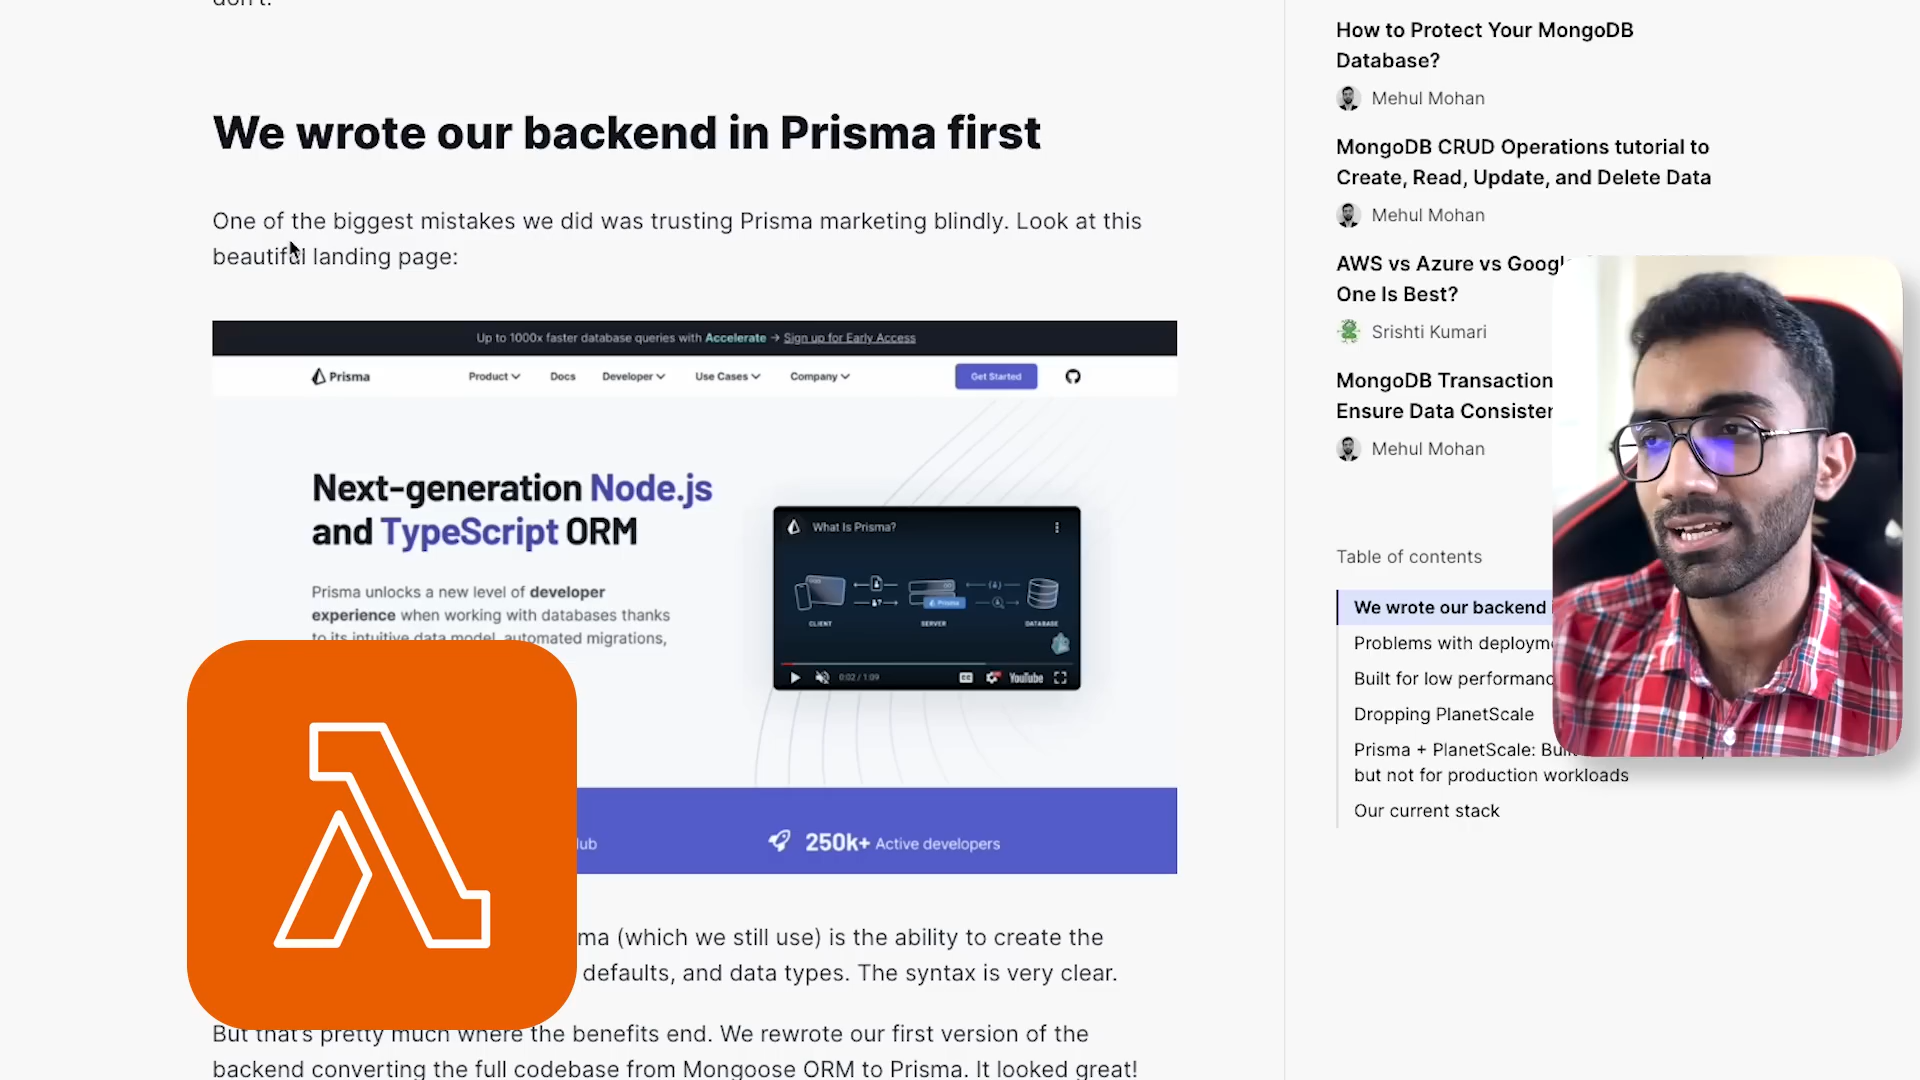 don't.
We wrote our backend in Prisma first
One of the biggest mistakes we did was trusting Prisma marketing blindly. Look at this
beautiful landing page:
Up to 1000x faster database queries with Accelerate → Sign up for Early Access
Prisma
Product
Docs
Developer
Use Cases
Company
Get Started
Next-generation Node.js
and TypeScript ORM
Prisma unlocks a new level of developer
experience when working with databases thanks
to its intuitive data model, automated migrations,
What Is Prisma?
Prisma
CLIENT
SERVER
DATABASE
0:02 / 1:09
CC
YouTube
250k+ Active developers
(which we still use) is the ability to create the
defaults, and data types. The syntax is very clear.
But that's pretty much where the benefits end. We rewrote our first version of the
backend converting the full codebase from Mongoose ORM to Prisma. It looked great!
How to Protect Your MongoDB
Database?
Mehul Mohan
MongoDB CRUD Operations tutorial to
Create, Read, Update, and Delete Data
Mehul Mohan
AWS vs Azure vs
One Is Best?
Srishti Kumari
MongoDB
Ensure Data
Mehul Mohan
Table of contents
We wrote our backend
Problems with
Built for low
Dropping PlanetScale
Prisma + PlanetScale:
but not for production workloads
Our current stack